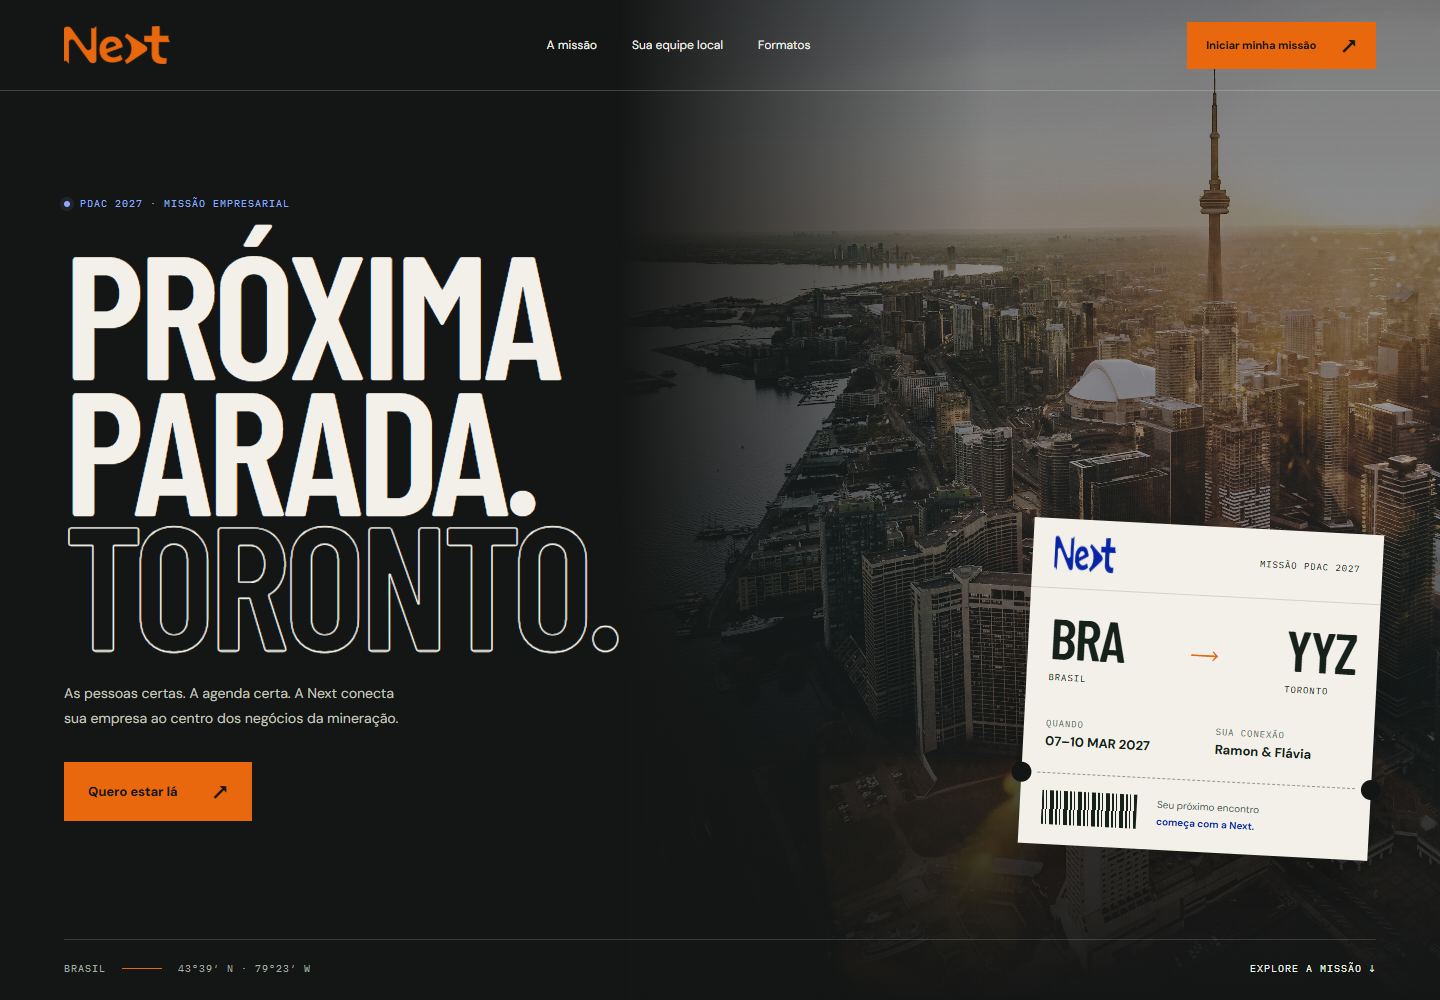 Next
A missão
Sua equipe local
Formatos
Iniciar minha missão ↗
PDAC 2027 · MISSÃO EMPRESARIAL
PRÓXIMA
PARADA.
TORONTO.
As pessoas certas. A agenda certa. A Next conecta
sua empresa ao centro dos negócios da mineração.
Quero estar lá ↗
Next
MISSÃO PDAC 2027
BRA → YYZ
BRASIL
TORONTO
QUANDO
07–10 MAR 2027
SUA CONEXÃO
Ramon & Flávia
Seu próximo encontro
começa com a Next.
BRASIL
43°39′ N · 79°23′ W
EXPLORE A MISSÃO ↓